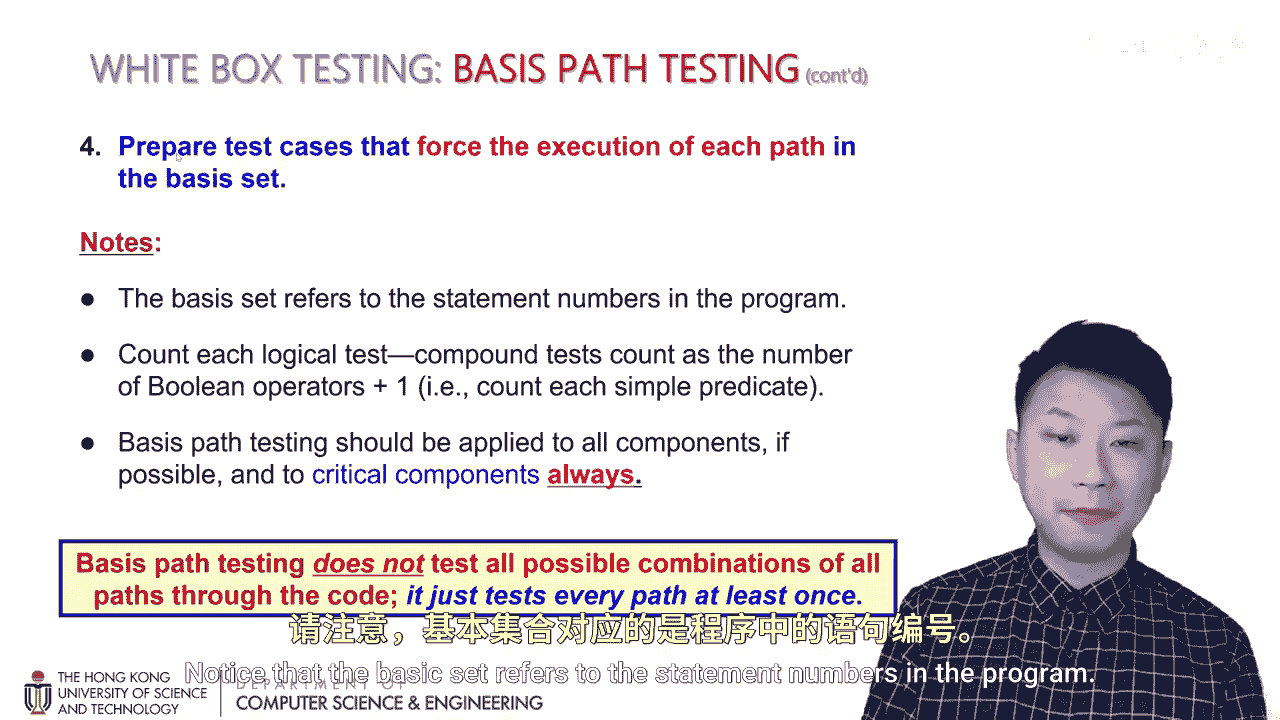 WHITE BOX TESTING: BASIS PATH TESTING (cont'd)
4. Prepare test cases that force the execution of each path in
the basis set.
Notes:
● The basis set refers to the statement numbers in the program.
● Count each logical test—compound tests count as the number
of Boolean operators + 1 (i.e., count each simple predicate).
● Basis path testing should be applied to all components, if
possible, and to critical components always.
Basis path testing does not test all possible combinations of all
paths through the code; it just tests every path at least once.
请注意，基本集合对应的是程序中的语句编号。
Notice that the basic set refers to the statement numbers in the program.
THE HONG KONG
UNIVERSITY OF SCIENCE
AND TECHNOLOGY
DEPARTMENT OF
COMPUTER SCIENCE & ENGINEERING